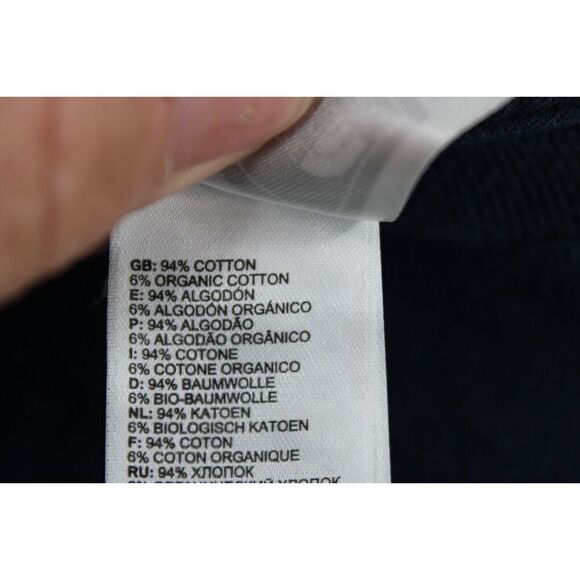 GB: 94% COTTON
6% ORGANIC COTTON
E: 94% ALGODÓN
6% ALGODÓN ORGÁNICO
P: 94% ALGODÃO
6% ALGODÃO ORGÂNICO
I: 94% COTONE
6% COTONE ORGANICO
D: 94% BAUMWOLLE
6% BIO-BAUMWOLLE
NL: 94% KATOEN
6% BIOLOGISCH KATOEN
F: 94% COTON
6% COTON ORGANIQUE
RU: 94% ХЛОПОК